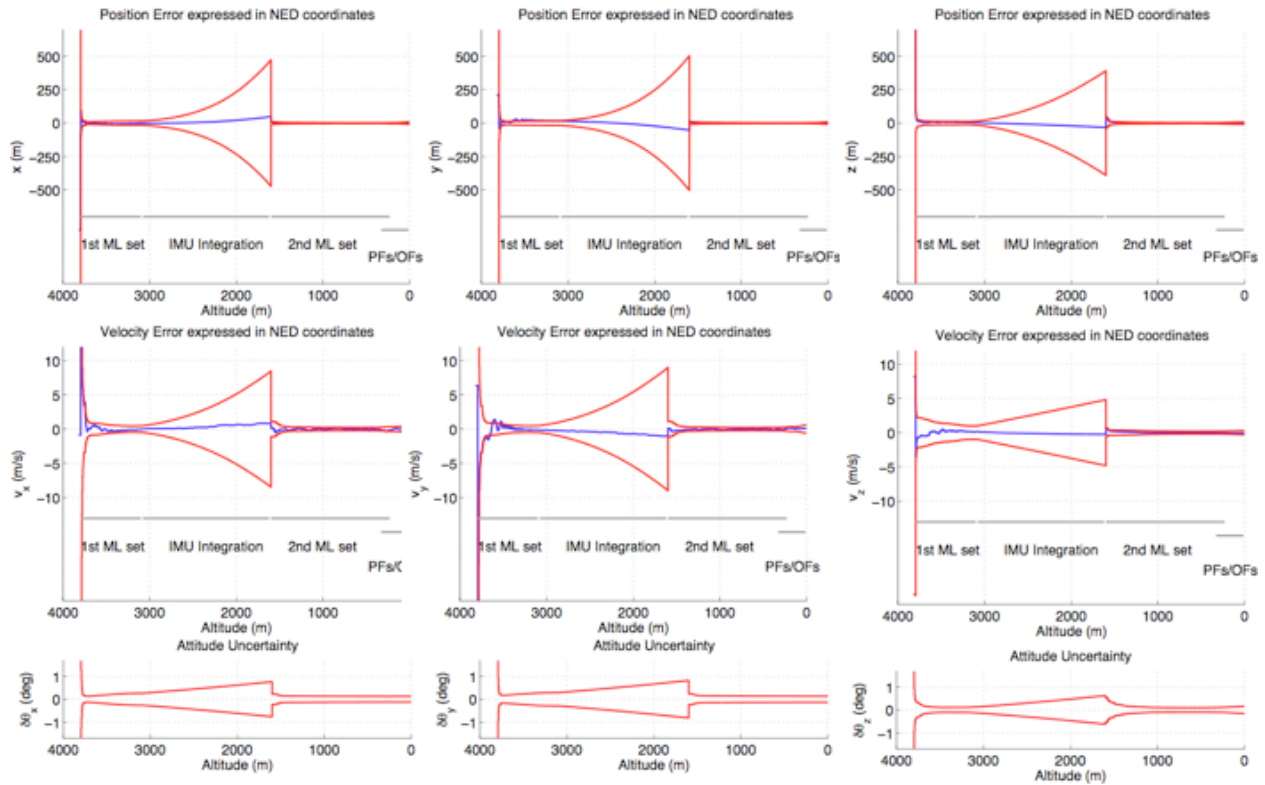 Position Error expressed in NED coordinates
500
250
0
−250
−500
x (m)
1st ML set
IMU Integration
2nd ML set
PFs/OFs
4000
3000
2000
1000
0
Altitude (m)
Position Error expressed in NED coordinates
500
250
0
−250
−500
y (m)
1st ML set
IMU Integration
2nd ML set
PFs/OFs
4000
3000
2000
1000
0
Altitude (m)
Position Error expressed in NED coordinates
500
250
0
−250
−500
z (m)
1st ML set
IMU Integration
2nd ML set
PFs/OFs
4000
3000
2000
1000
0
Altitude (m)
Velocity Error expressed in NED coordinates
10
5
0
−5
−10
v_x (m/s)
1st ML set
IMU Integration
2nd ML set
PFs/C
4000
3000
2000
1000
Altitude (m)
Velocity Error expressed in NED coordinates
10
5
0
−5
−10
v_y (m/s)
1st ML set
IMU Integration
2nd ML set
PFs/OFs
4000
3000
2000
1000
0
Altitude (m)
Velocity Error expressed in NED coordinates
10
5
0
−5
−10
v_z (m/s)
1st ML set
IMU Integration
2nd ML set
PFs/OFs
4000
3000
2000
1000
0
Altitude (m)
Attitude Uncertainty
1
0
−1
δθ_x (deg)
4000
3000
2000
1000
0
Altitude (m)
Attitude Uncertainty
1
0
−1
δθ_y (deg)
4000
3000
2000
1000
0
Altitude (m)
Attitude Uncertainty
1
0
−1
δθ_z (deg)
4000
3000
2000
1000
0
Altitude (m)